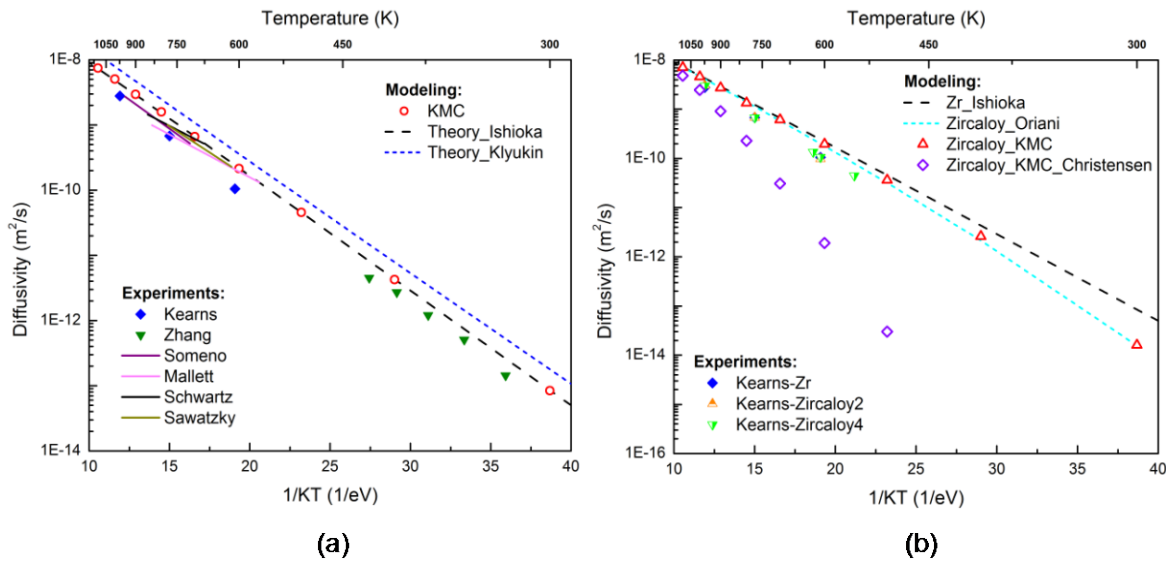 Temperature (K)
1050 900 750 600 450 300
1E-8
1E-10
1E-12
1E-14
Diffusivity (m²/s)
Modeling:
KMC
Theory_Ishioka
Theory_Klyukin
Experiments:
Kearns
Zhang
Someno
Mallett
Schwartz
Sawatzky
10 15 20 25 30 35 40
1/KT (1/eV)
(a)
Temperature (K)
1050 900 750 600 450 300
1E-8
1E-10
1E-12
1E-14
1E-16
Diffusivity (m²/s)
Modeling:
Zr_Ishioka
Zircaloy_Oriani
Zircaloy_KMC
Zircaloy_KMC_Christensen
Experiments:
Kearns-Zr
Kearns-Zircaloy2
Kearns-Zircaloy4
10 15 20 25 30 35 40
1/KT (1/eV)
(b)